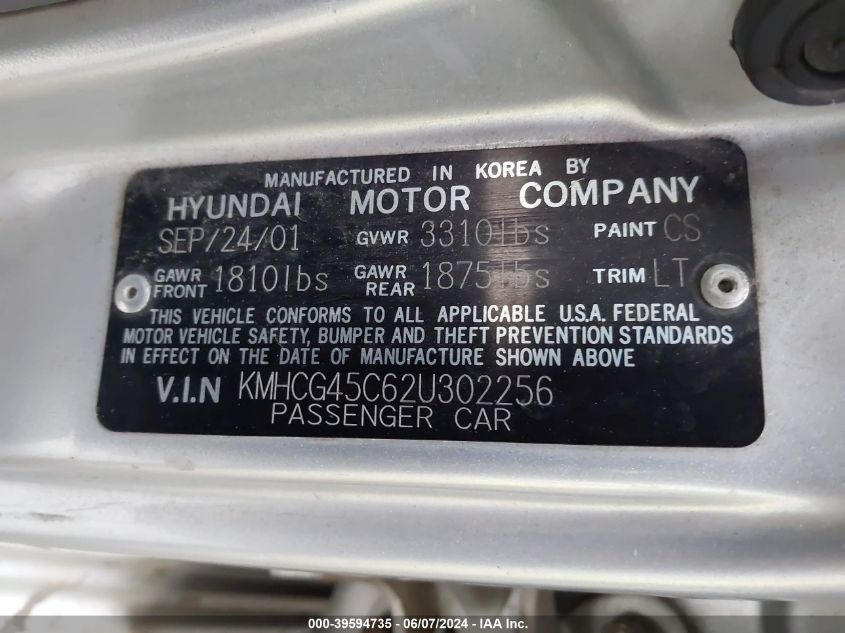 MANUFACTURED IN KOREA BY
HYUNDAI MOTOR COMPANY
SEP/24/01 GVWR 3310lbs PAINT CS
GAWR FRONT 1810lbs GAWR REAR 1875lbs TRIM LT
THIS VEHICLE CONFORMS TO ALL APPLICABLE U.S.A. FEDERAL
MOTOR VEHICLE SAFETY, BUMPER AND THEFT PREVENTION STANDARDS
IN EFFECT ON THE DATE OF MANUFACTURE SHOWN ABOVE
V.I.N KMHCG45C62U302256
PASSENGER CAR
000-39594735 - 06/07/2024 - IAA Inc.